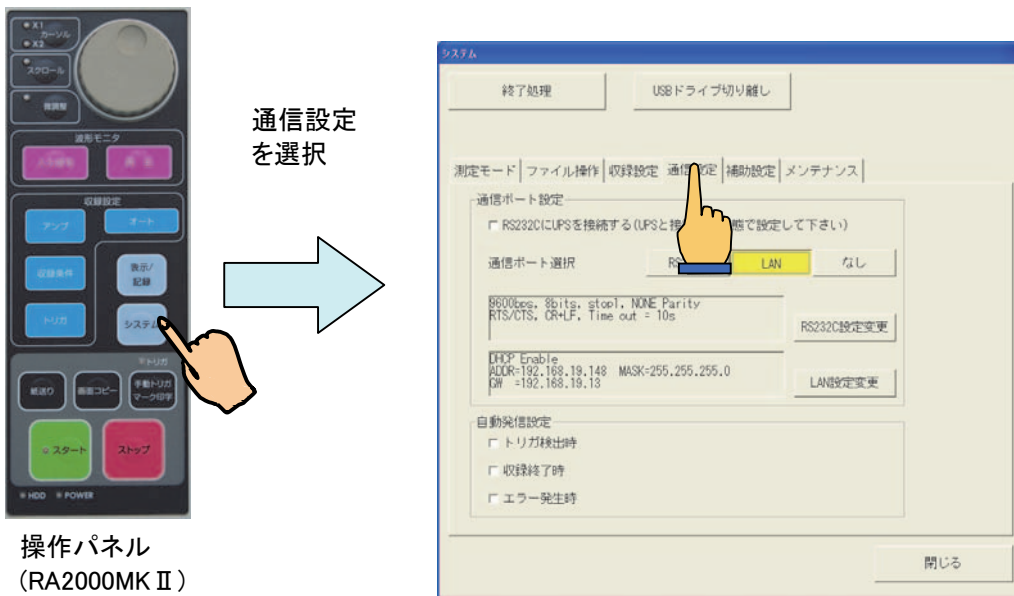 X1
カーソル
X2
スクロール
微調整
波形モニタ
収録設定
アンプ
オート
収録条件
表示/
記録
トリガ
システム
トリガ
紙送り
画面コピー
手動トリガ
マーク印字
スタート
ストップ
HDD
POWER
操作パネル
(RA2000MKⅡ)
通信設定
を選択
システム
終了処理
USBドライブ切り離し
測定モード
ファイル操作
収録設定
通信設定
補助設定
メンテナンス
通信ポート設定
RS232CにUPSを接続する(UPSと接 態で設定して下さい)
通信ポート選択
LAN
なし
9600bps, 8bits, stop1, NONE Parity
RTS/CTS, CR+LF, Time out = 10s
RS232C設定変更
DHCP Enable
ADDR=192.168.19.148 MASK=255.255.255.0
GW =192.168.19.13
LAN設定変更
自動発信設定
トリガ検出時
収録終了時
エラー発生時
閉じる